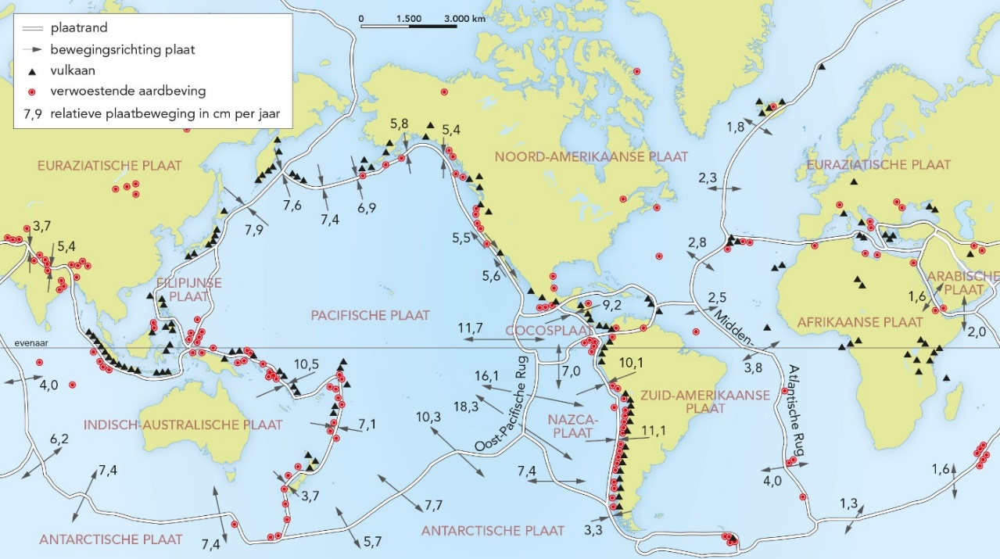 plaatrand
bewegingsrichting plaat
vulkaan
verwoestende aardbeving
7,9 relatieve plaatbeweging in cm per jaar
0 1.500 3.000 km
5,8
5,4
1,8
NOORD-AMERIKAANSE PLAAT
EURAZIATISCHE PLAAT
EURAZIATISCHE PLAAT
2,3
7,6
7,4
6,9
7,9
3,7
5,4
5,5
5,6
2,8
FILIPIJNSE
PLAAT
ARABISCHE
PLAAT
1,6
2,0
2,5
9,2
PACIFISCHE PLAAT
11,7
COCOSPLAAT
Midden-
AFRIKAANSE PLAAT
evenaar
4,0
10,5
16,1
18,3
7,0
10,1
3,8
ZUID-AMERIKAANSE
PLAAT
Atlantische Rug
Oost-Pacifische Rug
INDISCH-AUSTRALISCHE PLAAT
7,1
10,3
NAZCA-
PLAAT
11,1
6,2
7,4
3,7
7,4
4,0
1,6
7,7
1,3
ANTARCTISCHE PLAAT
7,4
5,7
ANTARCTISCHE PLAAT
3,3